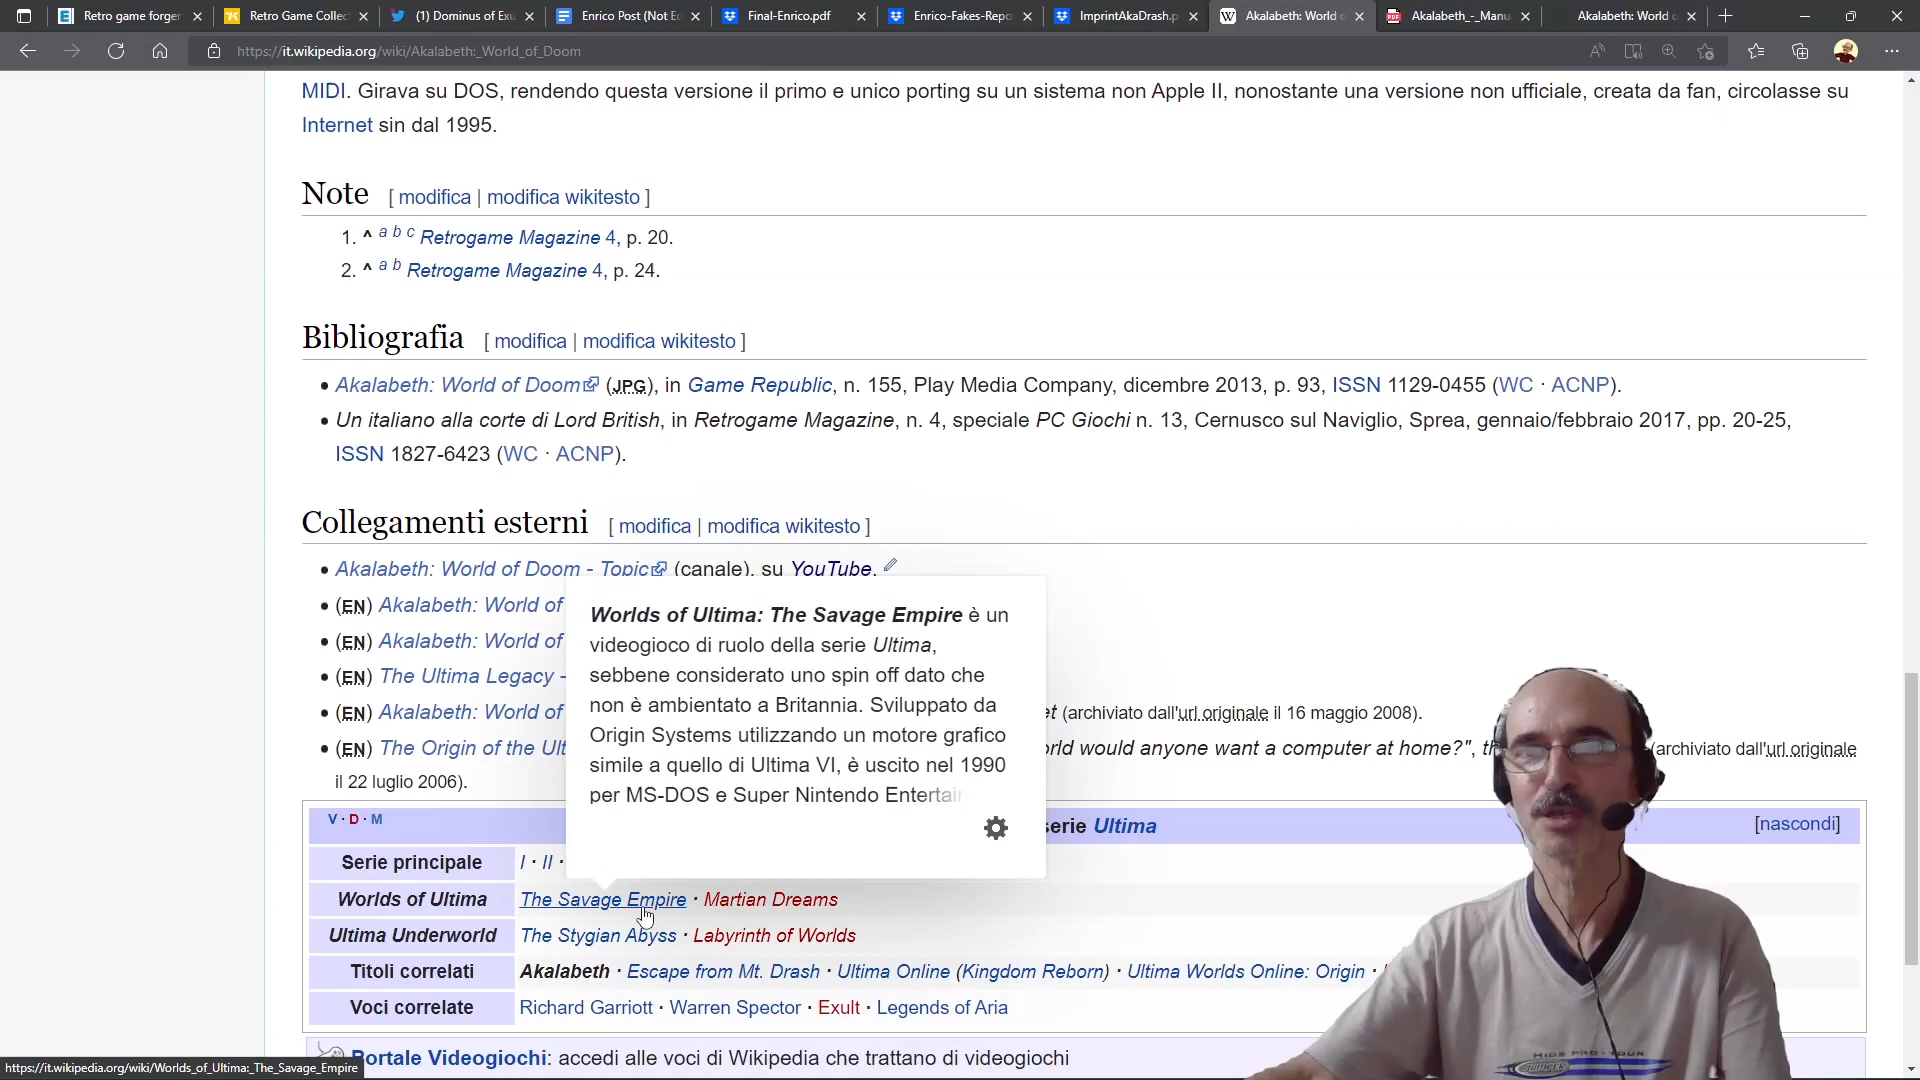 Retro game forger
Retro Game Collec
(1) Dominus of Exu
Enrico Post (Not Ed
Final-Enrico.pdf
Enrico-Fakes-Repo
ImprintAkaDrash.p
Akalabeth: World o
Akalabeth_-_Manu
Akalabeth: World o
https://it.wikipedia.org/wiki/Akalabeth:_World_of_Doom
MIDI. Girava su DOS, rendendo questa versione il primo e unico porting su un sistema non Apple II, nonostante una versione non ufficiale, creata da fan, circolasse su
Internet sin dal 1995.
Note [ modifica | modifica wikitesto ]
1. ^ a b c Retrogame Magazine 4, p. 20.
2. ^ a b Retrogame Magazine 4, p. 24.
Bibliografia [ modifica | modifica wikitesto ]
• Akalabeth: World of Doom (JPG), in Game Republic, n. 155, Play Media Company, dicembre 2013, p. 93, ISSN 1129-0455 (WC · ACNP).
• Un italiano alla corte di Lord British, in Retrogame Magazine, n. 4, speciale PC Giochi n. 13, Cernusco sul Naviglio, Sprea, gennaio/febbraio 2017, pp. 20-25,
ISSN 1827-6423 (WC · ACNP).
Collegamenti esterni [ modifica | modifica wikitesto ]
• Akalabeth: World of Doom - Topic (canale), su YouTube.
• (EN) Akalabeth: World of
• (EN) Akalabeth: World of
• (EN) The Ultima Legacy -
• (EN) Akalabeth: World of et (archiviato dall'url originale il 16 maggio 2008).
• (EN) The Origin of the Ult orld would anyone want a computer at home?", th (archiviato dall'url originale
il 22 luglio 2006).
Worlds of Ultima: The Savage Empire è un
videogioco di ruolo della serie Ultima,
sebbene considerato uno spin off dato che
non è ambientato a Britannia. Sviluppato da
Origin Systems utilizzando un motore grafico
simile a quello di Ultima VI, è uscito nel 1990
per MS-DOS e Super Nintendo Entertain
V · D · M serie Ultima [nascondi]
Serie principale I · II ·
Worlds of Ultima The Savage Empire · Martian Dreams
Ultima Underworld The Stygian Abyss · Labyrinth of Worlds
Titoli correlati Akalabeth · Escape from Mt. Drash · Ultima Online (Kingdom Reborn) · Ultima Worlds Online: Origin ·
Voci correlate Richard Garriott · Warren Spector · Exult · Legends of Aria
Portale Videogiochi: accedi alle voci di Wikipedia che trattano di videogiochi
https://it.wikipedia.org/wiki/Worlds_of_Ultima:_The_Savage_Empire